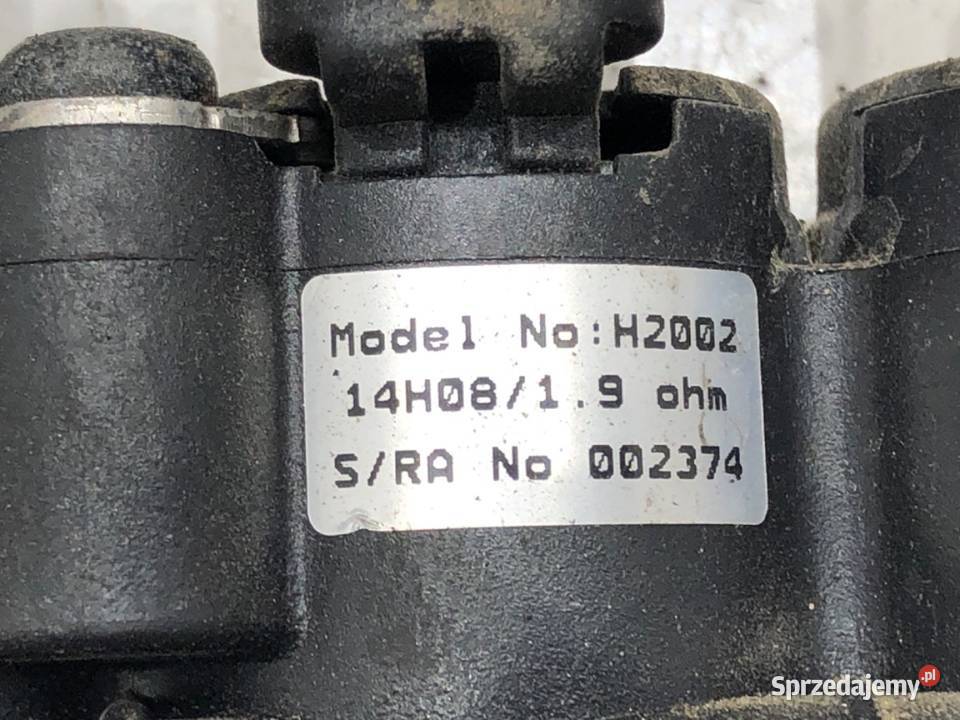 Model No:H2002
14H08/1.9 ohm
S/RA No 002374
Sprzedajemy.pl